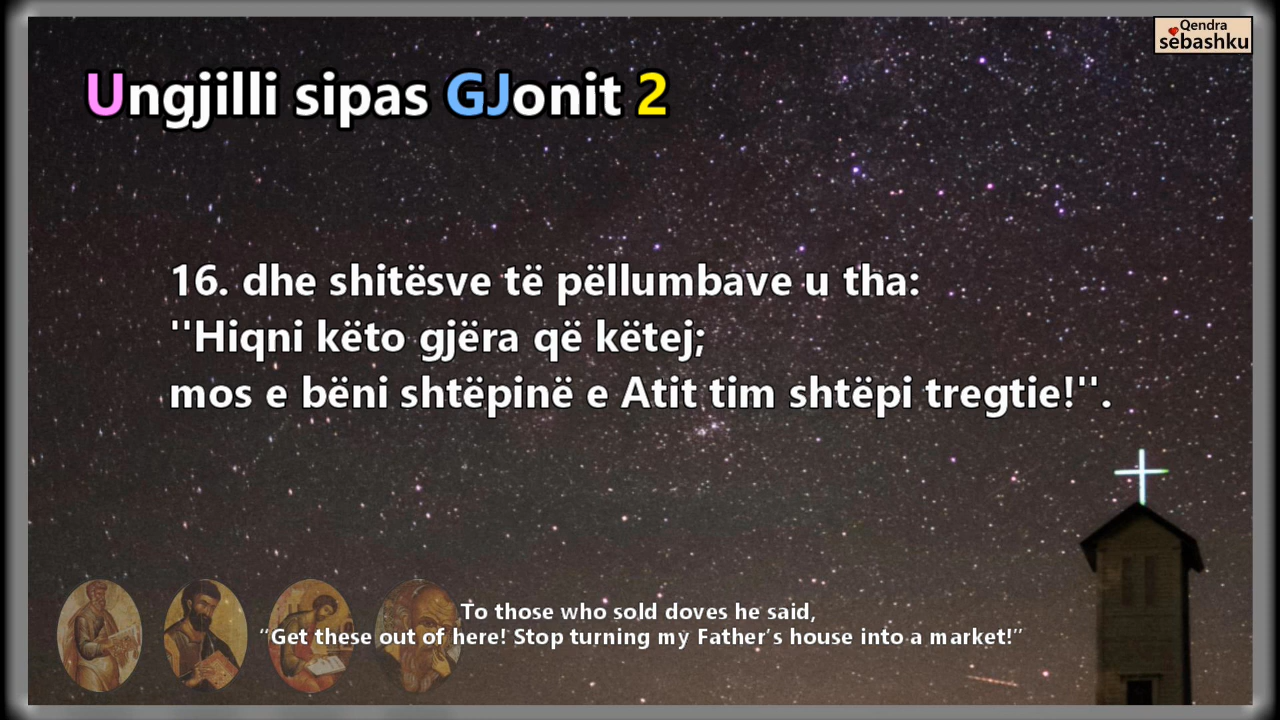 Qendra
sëbashku
Ungjilli sipas GJonit 2
16. dhe shitësve të pëllumbave u tha:
''Hiqni këto gjëra që këtej;
mos e bëni shtëpinë e Atit tim shtëpi tregtie!''.
To those who sold doves he said,
“Get these out of here! Stop turning my Father’s house into a market!”